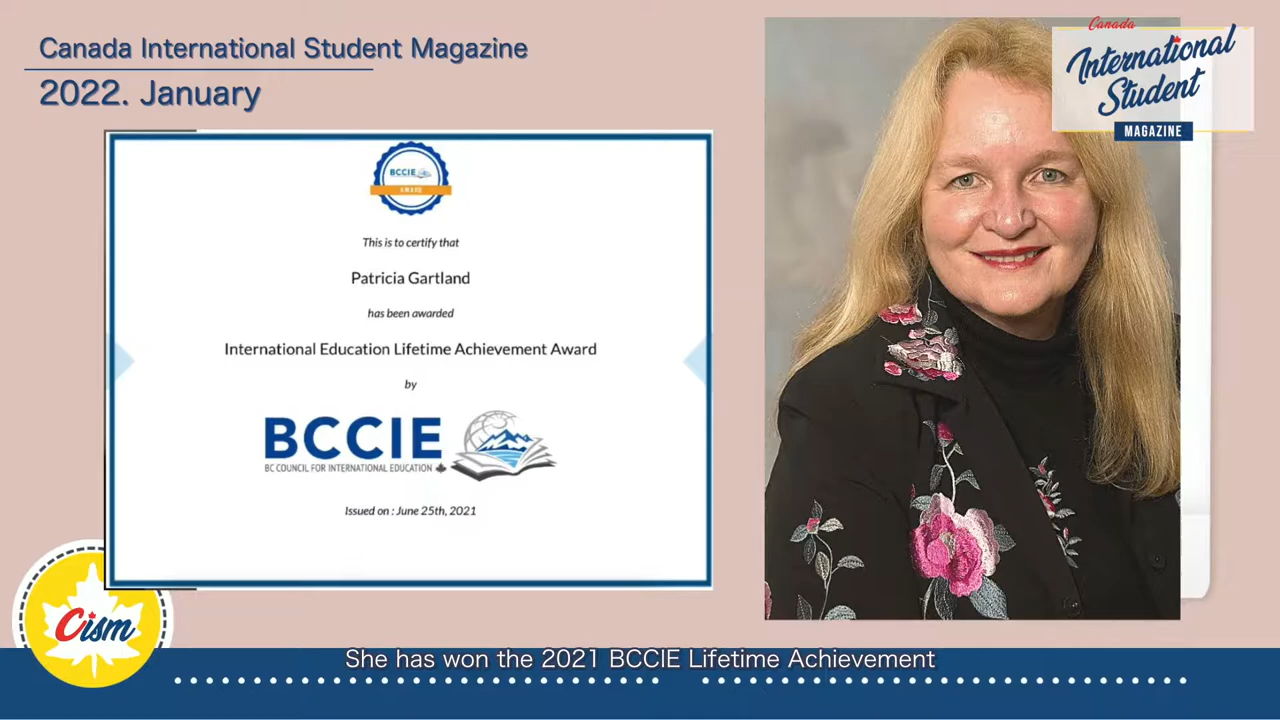 Canada International Student Magazine
2022. January
Canada
International
Student
MAGAZINE
BCCIE
AWARD
This is to certify that
Patricia Gartland
has been awarded
International Education Lifetime Achievement Award
by
BCCIE
BC COUNCIL FOR INTERNATIONAL EDUCATION
Issued on : June 25th, 2021
Cism
She has won the 2021 BCCIE Lifetime Achievement